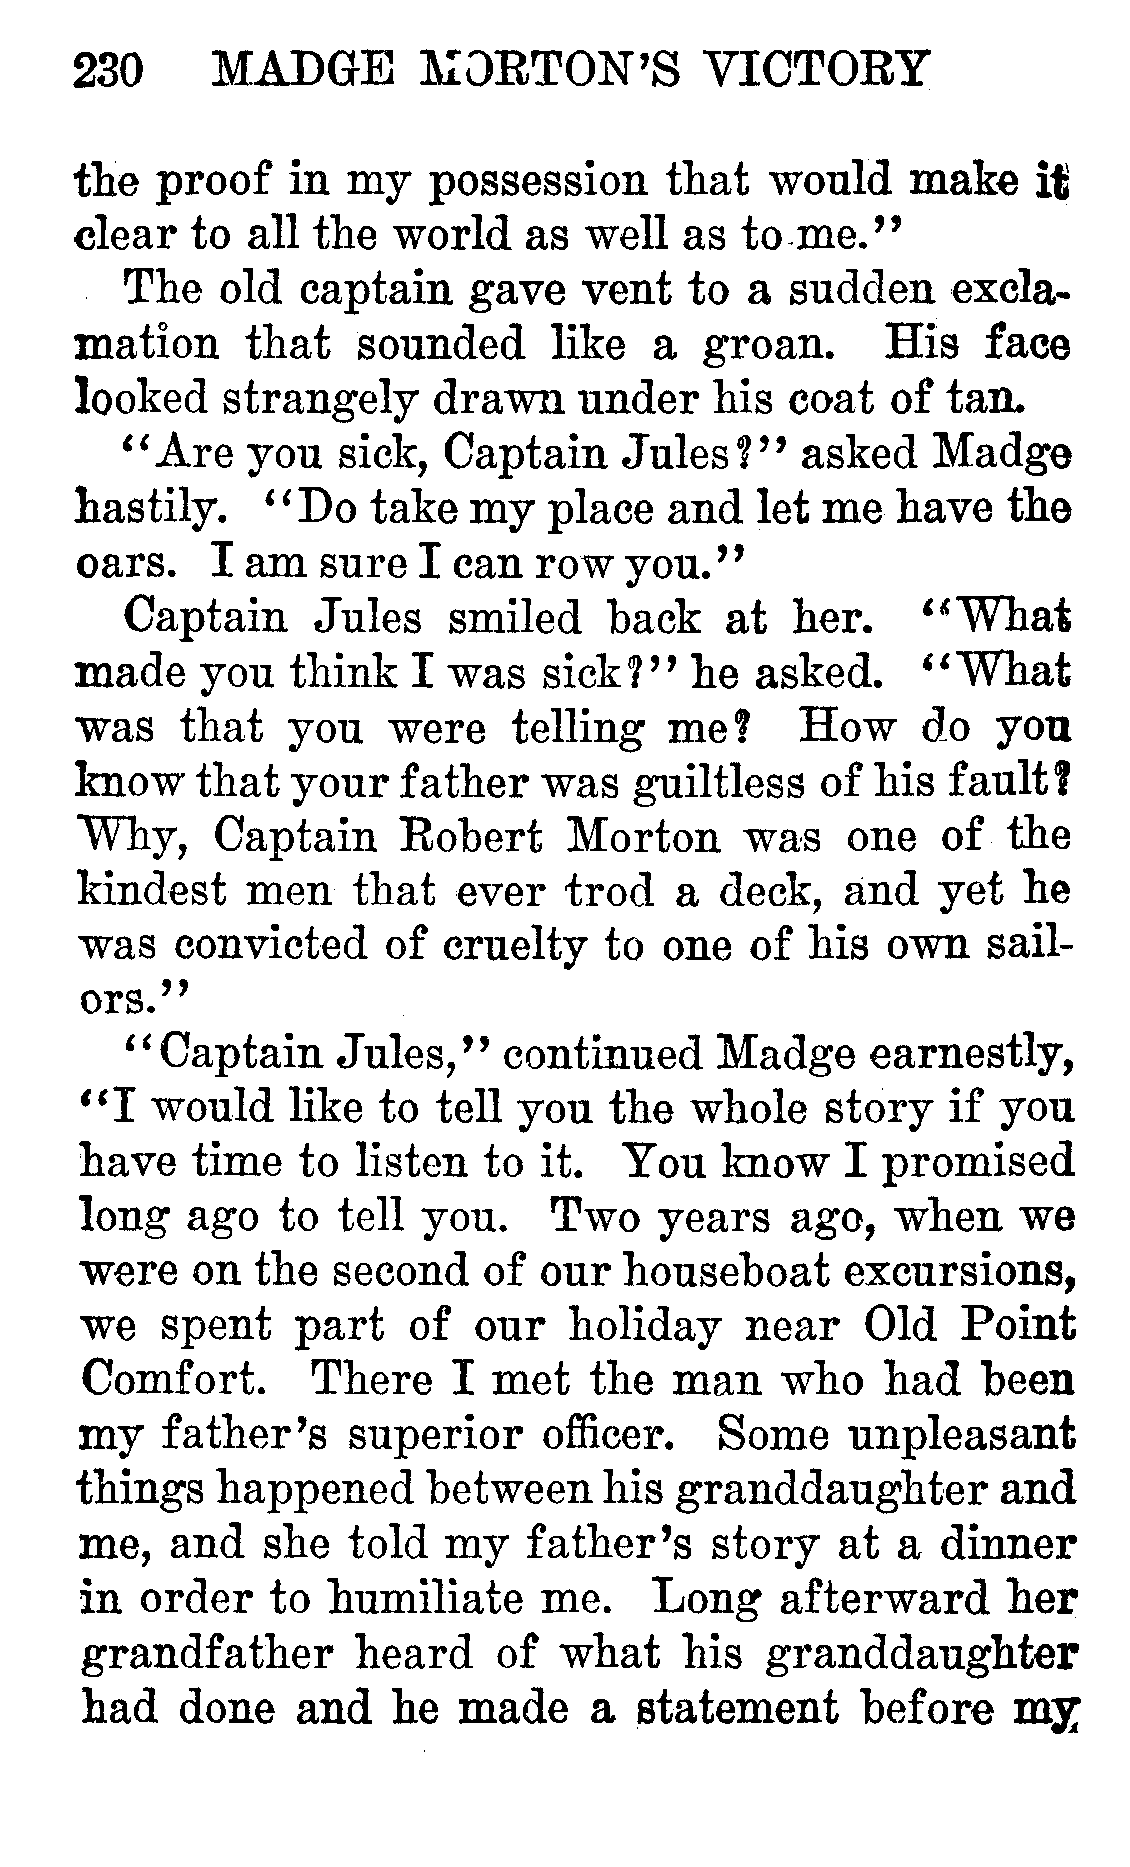 230 MADGE MORTON'S VICTORY
the proof in my possession that would make it
clear to all the world as well as to me."
The old captain gave vent to a sudden excla-
mation that sounded like a groan. His face
looked strangely drawn under his coat of tan.
"Are you sick, Captain Jules?" asked Madge
hastily. "Do take my place and let me have the
oars. I am sure I can row you."
Captain Jules smiled back at her. "What
made you think I was sick?" he asked. "What
was that you were telling me? How do you
know that your father was guiltless of his fault?
Why, Captain Robert Morton was one of the
kindest men that ever trod a deck, and yet he
was convicted of cruelty to one of his own sail-
ors."
"Captain Jules," continued Madge earnestly,
"I would like to tell you the whole story if you
have time to listen to it. You know I promised
long ago to tell you. Two years ago, when we
were on the second of our houseboat excursions,
we spent part of our holiday near Old Point
Comfort. There I met the man who had been
my father's superior officer. Some unpleasant
things happened between his granddaughter and
me, and she told my father's story at a dinner
in order to humiliate me. Long afterward her
grandfather heard of what his granddaughter
had done and he made a statement before my